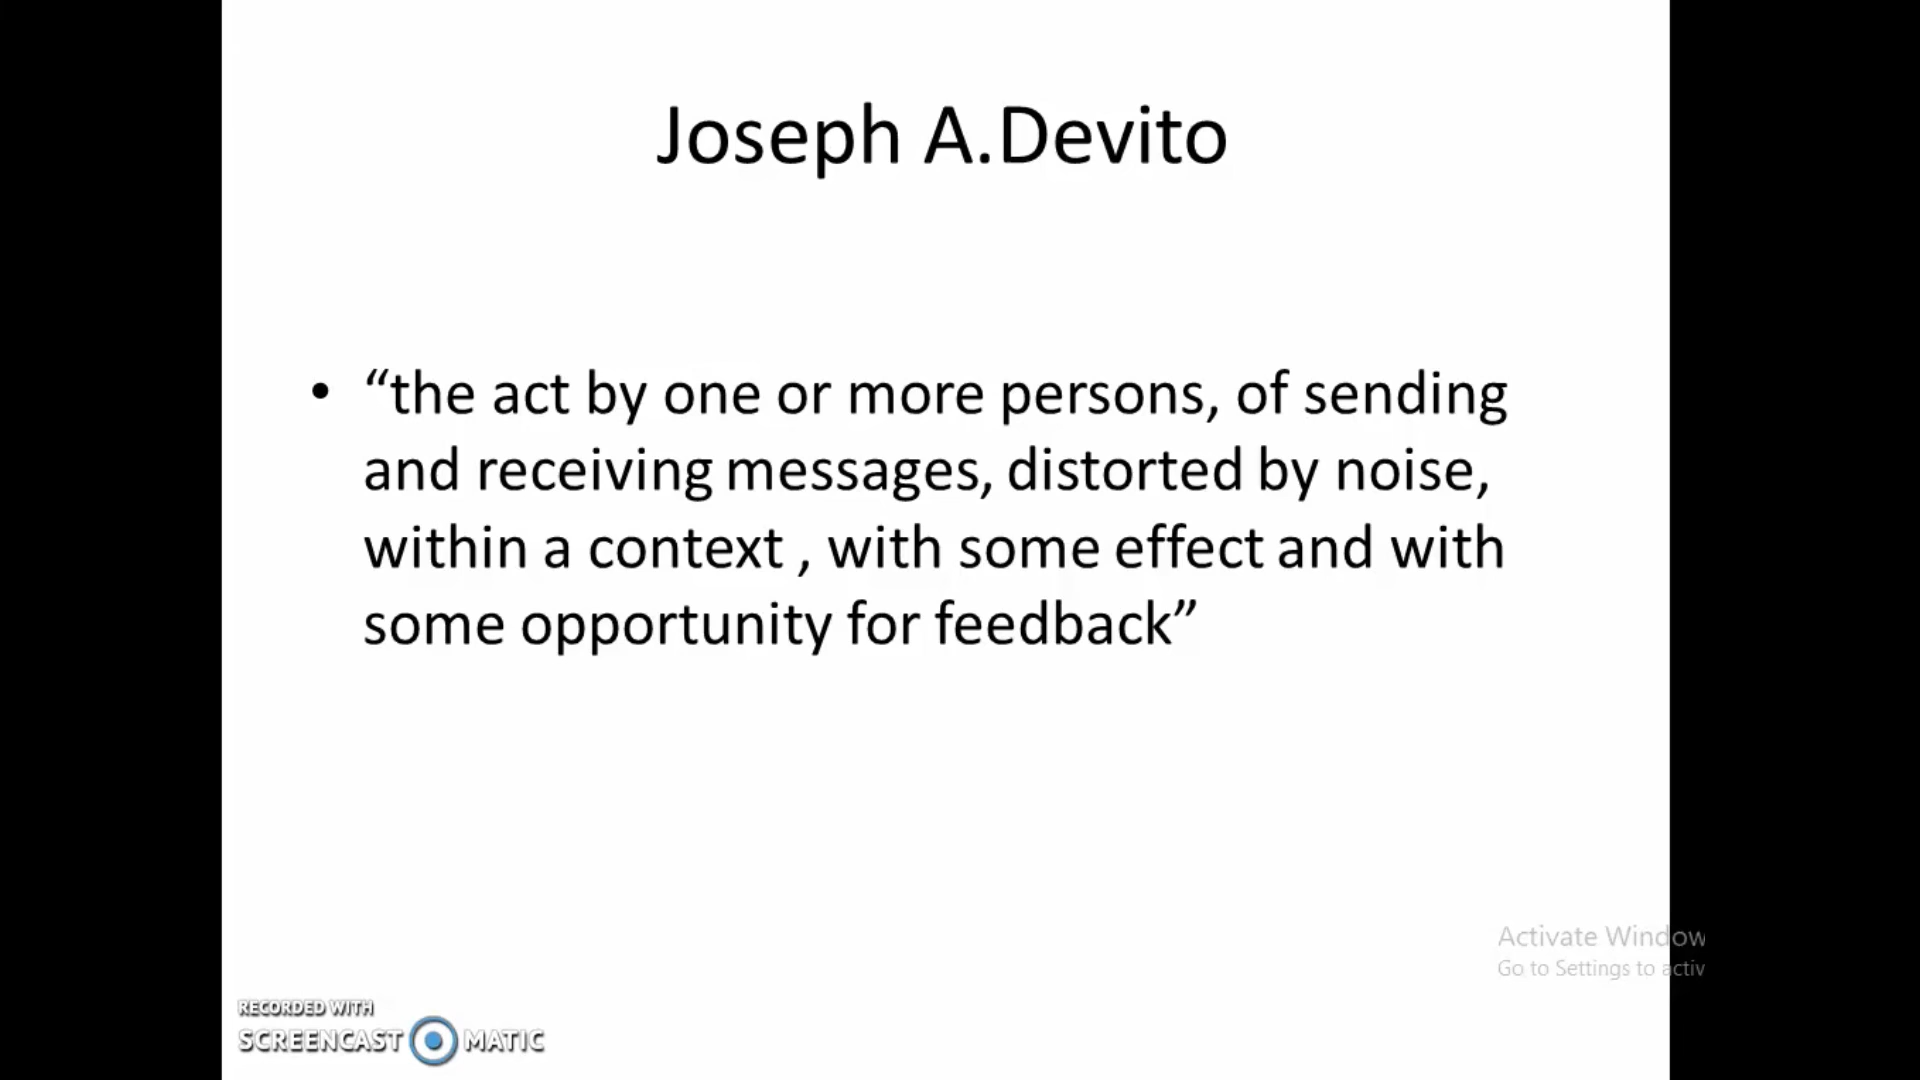 Joseph A.Devito
• “the act by one or more persons, of sending
and receiving messages, distorted by noise,
within a context , with some effect and with
some opportunity for feedback”
Activate Window
Go to Settings to activ
RECORDED WITH
SCREENCAST MATIC